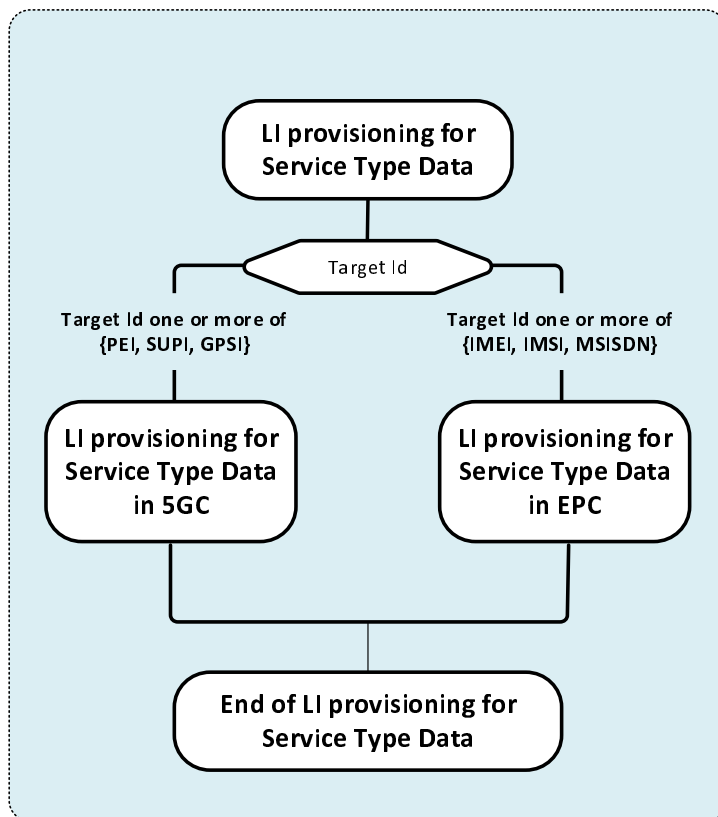 LI provisioning for
Service Type Data
Target Id
Target Id one or more of
{PEI, SUPI, GPSI}
Target Id one or more of
{IMEI, IMSI, MSISDN}
LI provisioning for
Service Type Data
in 5GC
LI provisioning for
Service Type Data
in EPC
End of LI provisioning for
Service Type Data